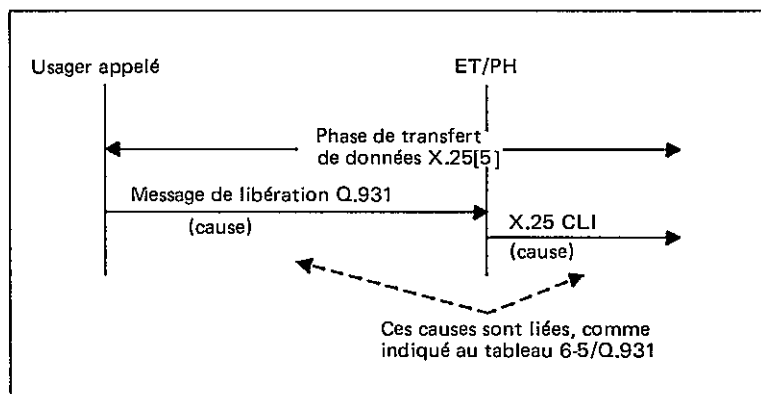 Usager appelé
ET/PH
Phase de transfert
de données X.25[5]
Message de libération Q.931
(cause)
X.25 CLI
(cause)
Ces causes sont liées, comme
indiqué au tableau 6-5/Q.931